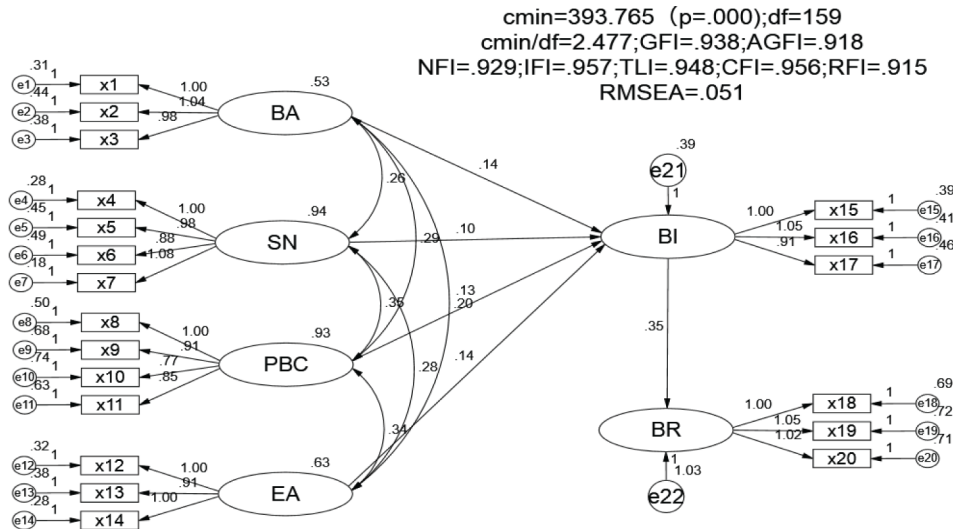 cmin=393.765 (p=.000);df=159
cmin/df=2.477;GFI=.938;AGFI=.918
NFI=.929;IFI=.957;TLI=.948;CFI=.956;RFI=.915
RMSEA=.051
.31
e1 1 x1 1.00
.44
e2 1 x2 1.04
.38
e3 1 x3 .98
.53
BA
.28
e4 1 x4 1.00
.45
e5 1 x5 .98
.49
e6 1 x6 .88
.18
e7 1 x7 1.08
.94
SN
.50
e8 1 x8 1.00
.68
e9 1 x9 .91
.74
e10 1 x10 .77
.63
e11 1 x11 .85
.93
PBC
.32
e12 1 x12 1.00
.38
e13 1 x13 .91
.28
e14 1 x14 1.00
.63
EA
.26
.29
.20
.35
.28
.34
.14
.10
.13
.14
.39
e21
1
BI
1.00 x15 1 e15 .39
1.05 x16 1 e16 .41
.91 x17 1 e17 .46
.35
BR
1.00 x18 1 e18 .69
1.05 x19 1 e19 .72
1.02 x20 1 e20 .71
1
1.03
e22